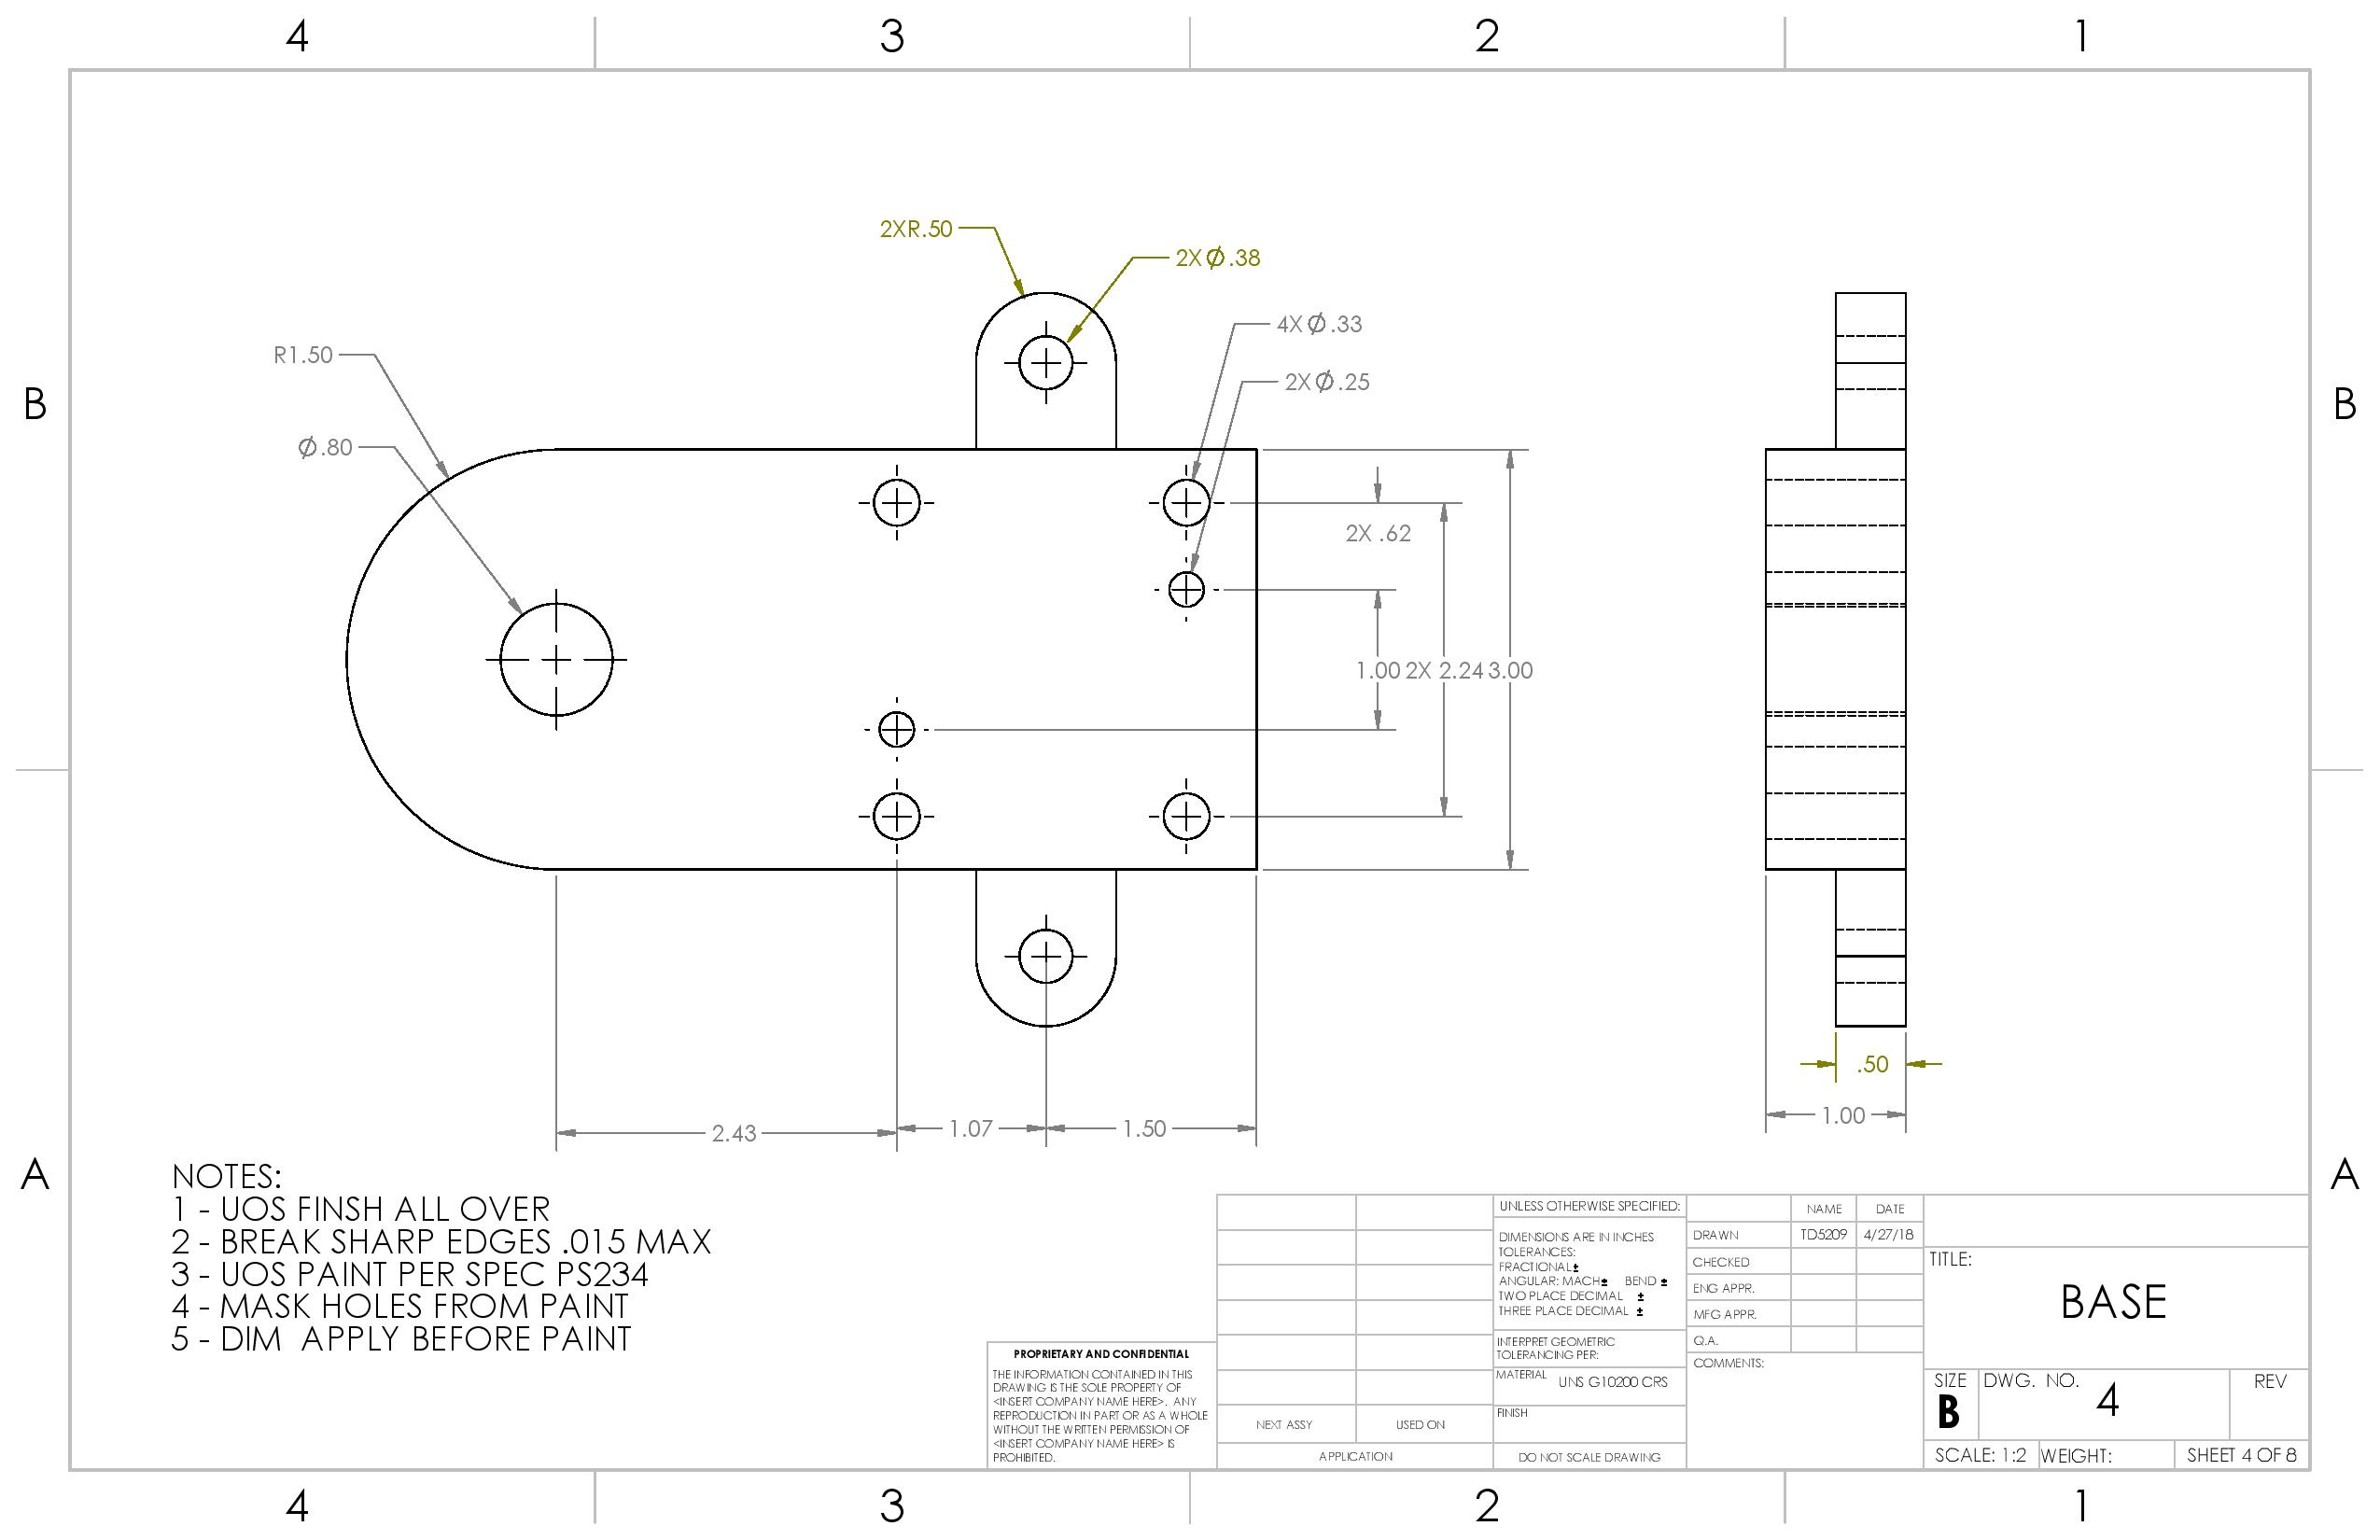 4 3 2 1
2XR.50
2X Ø .38
4X Ø .33
R1.50
2X Ø .25
B B
Ø .80
2X .62
1.00 2X 2.24 3.00
.50
1.00
2.43 1.07 1.50
A A
NOTES:
1 - UOS FINSH ALL OVER
2 - BREAK SHARP EDGES .015 MAX
3 - UOS PAINT PER SPEC PS234
4 - MASK HOLES FROM PAINT
5 - DIM APPLY BEFORE PAINT
PROPRIETARY AND CONFIDENTIAL
THE INFORMATION CONTAINED IN THIS
DRAWING IS THE SOLE PROPERTY OF
<INSERT COMPANY NAME HERE>. ANY
REPRODUCTION IN PART OR AS A WHOLE
WITHOUT THE WRITTEN PERMISSION OF
<INSERT COMPANY NAME HERE> IS
PROHIBITED.
NEXT ASSY USED ON
APPLICATION
UNLESS OTHERWISE SPECIFIED:
DIMENSIONS ARE IN INCHES
TOLERANCES:
FRACTIONAL ±
ANGULAR: MACH ± BEND ±
TWO PLACE DECIMAL ±
THREE PLACE DECIMAL ±
INTERPRET GEOMETRIC
TOLERANCING PER:
MATERIAL
UNS G10200 CRS
FINISH
DO NOT SCALE DRAWING
NAME DATE
DRAWN TD5209 4/27/18
CHECKED
ENG APPR.
MFG APPR.
Q.A.
COMMENTS:
TITLE:
BASE
SIZE DWG. NO. REV
B 4
SCALE: 1:2 WEIGHT: SHEET 4 OF 8
4 3 2 1